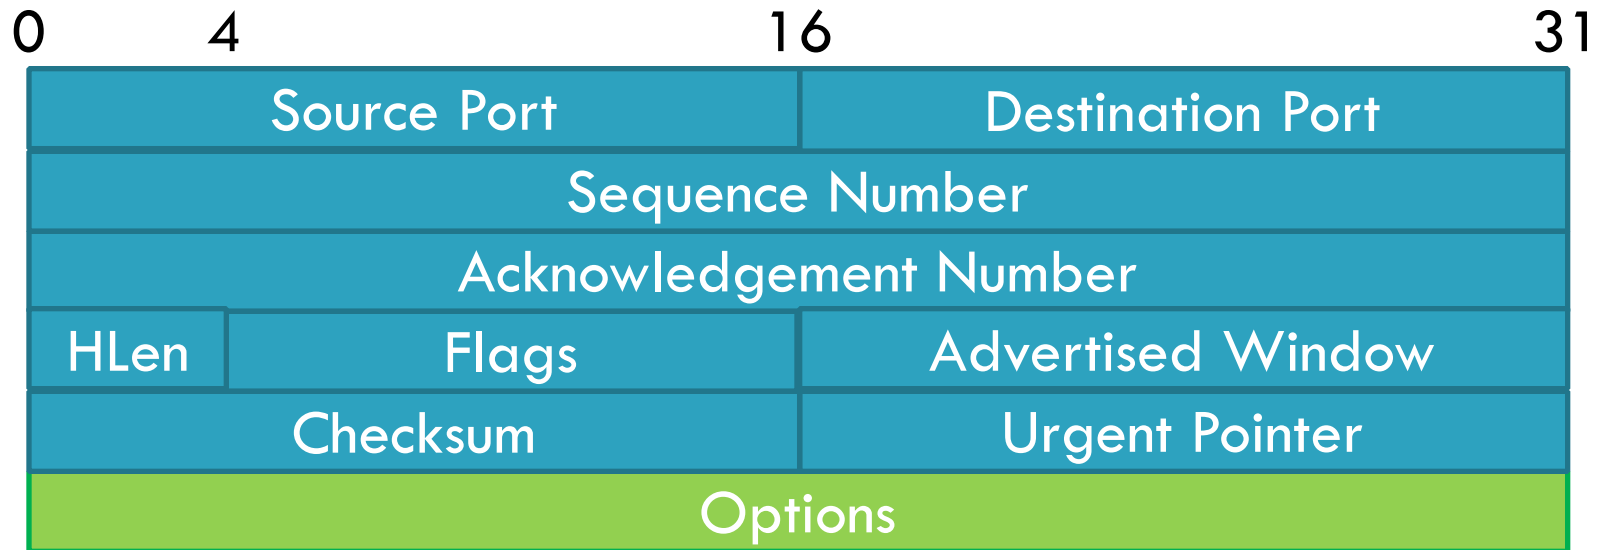 0 4 16 31
Source Port Destination Port
Sequence Number
Acknowledgement Number
HLen Flags Advertised Window
Checksum Urgent Pointer
Options